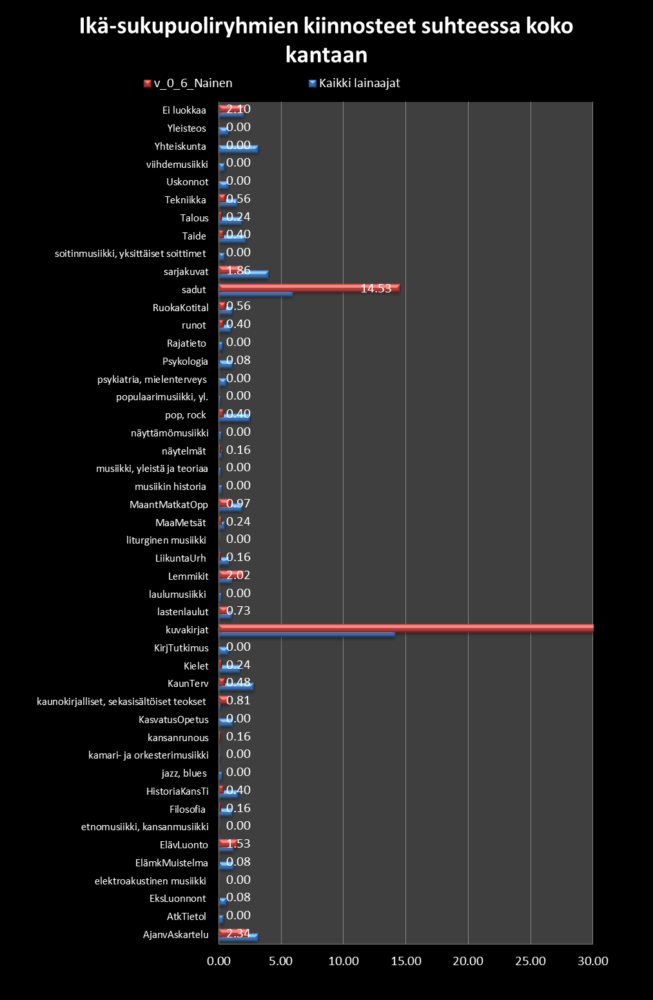 Ikä-sukupuoliryhmien kiinnosteet suhteessa koko
kantaan
v_0_6_Nainen Kaikki lainaajat
Ei luokkaa 2.10
Yleisteos 0.00
Yhteiskunta 0.00
viihdemusiikki 0.00
Uskonnot 0.00
Tekniikka 0.56
Talous 0.24
Taide 0.40
soitinmusiikki, yksittäiset soittimet 0.00
sarjakuvat 1.86
sadut 14.53
RuokaKotital 0.56
runot 0.40
Rajatieto 0.00
Psykologia 0.08
psykiatria, mielenterveys 0.00
populaarimusiikki, yl. 0.00
pop, rock 0.40
näyttämömusiikki 0.00
näytelmät 0.16
musiikki, yleistä ja teoriaa 0.00
musiikin historia 0.00
MaantMatkatOpp 0.97
MaaMetsät 0.24
liturginen musiikki 0.00
LiikuntaUrh 0.16
Lemmikit 2.02
laulumusiikki 0.00
lastenlaulut 0.73
kuvakirjat
KirjTutkimus 0.00
Kielet 0.24
KaunTerv 0.48
kaunokirjalliset, sekasisältöiset teokset 0.81
KasvatusOpetus 0.00
kansanrunous 0.16
kamari- ja orkesterimusiikki 0.00
jazz, blues 0.00
HistoriaKansTi 0.40
Filosofia 0.16
etnomusiikki, kansanmusiikki 0.00
ElävLuonto 1.53
ElämkMuistelma 0.08
elektroakustinen musiikki 0.00
EksLuonnont 0.08
AtkTietol 0.00
AjanvAskartelu 2.34
0.00 5.00 10.00 15.00 20.00 25.00 30.00